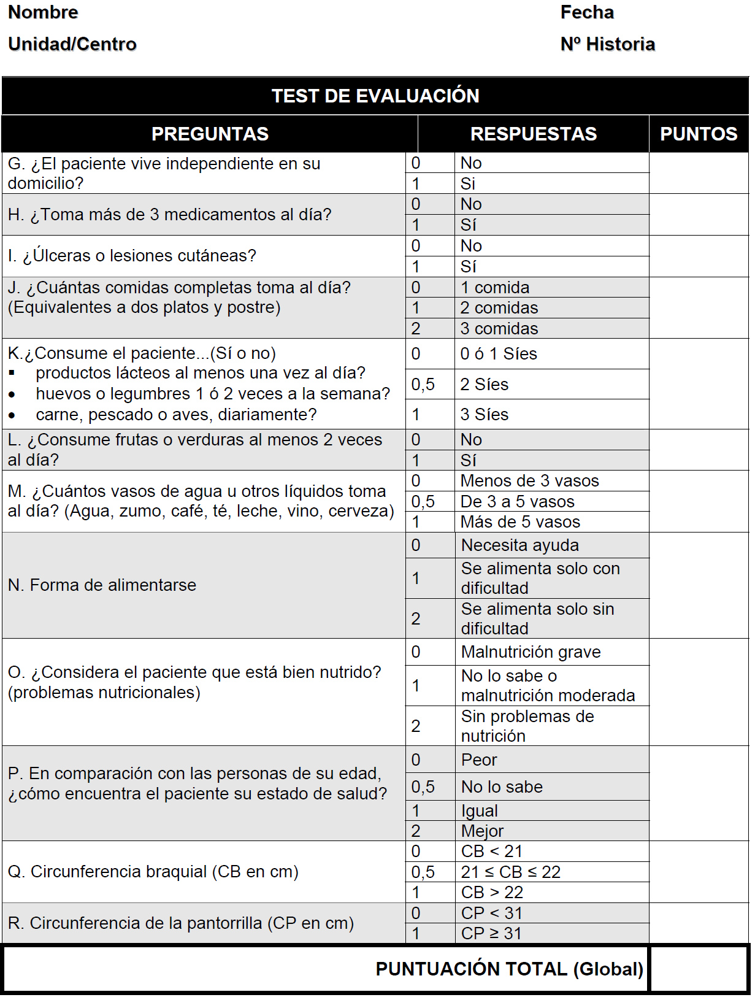 Nombre Fecha
Unidad/Centro Nº Historia
TEST DE EVALUACIÓN
PREGUNTAS RESPUESTAS PUNTOS
G. ¿El paciente vive independiente en su
domicilio?
0 No
1 Si
H. ¿Toma más de 3 medicamentos al día?
0 No
1 Sí
I. ¿Úlceras o lesiones cutáneas?
0 No
1 Sí
J. ¿Cuántas comidas completas toma al día?
(Equivalentes a dos platos y postre)
0 1 comida
1 2 comidas
2 3 comidas
K.¿Consume el paciente...(Sí o no)
▪ productos lácteos al menos una vez al día?
• huevos o legumbres 1 ó 2 veces a la semana?
• carne, pescado o aves, diariamente?
0 0 ó 1 Síes
0,5 2 Síes
1 3 Síes
L. ¿Consume frutas o verduras al menos 2 veces
al día?
0 No
1 Sí
M. ¿Cuántos vasos de agua u otros líquidos toma
al día? (Agua, zumo, café, té, leche, vino, cerveza)
0 Menos de 3 vasos
0,5 De 3 a 5 vasos
1 Más de 5 vasos
N. Forma de alimentarse
0 Necesita ayuda
1 Se alimenta solo con
dificultad
2 Se alimenta solo sin
dificultad
O. ¿Considera el paciente que está bien nutrido?
(problemas nutricionales)
0 Malnutrición grave
1 No lo sabe o
malnutrición moderada
2 Sin problemas de
nutrición
P. En comparación con las personas de su edad,
¿cómo encuentra el paciente su estado de salud?
0 Peor
0,5 No lo sabe
1 Igual
2 Mejor
Q. Circunferencia braquial (CB en cm)
0 CB < 21
0,5 21 ≤ CB ≤ 22
1 CB > 22
R. Circunferencia de la pantorrilla (CP en cm)
0 CP < 31
1 CP ≥ 31
PUNTUACIÓN TOTAL (Global)